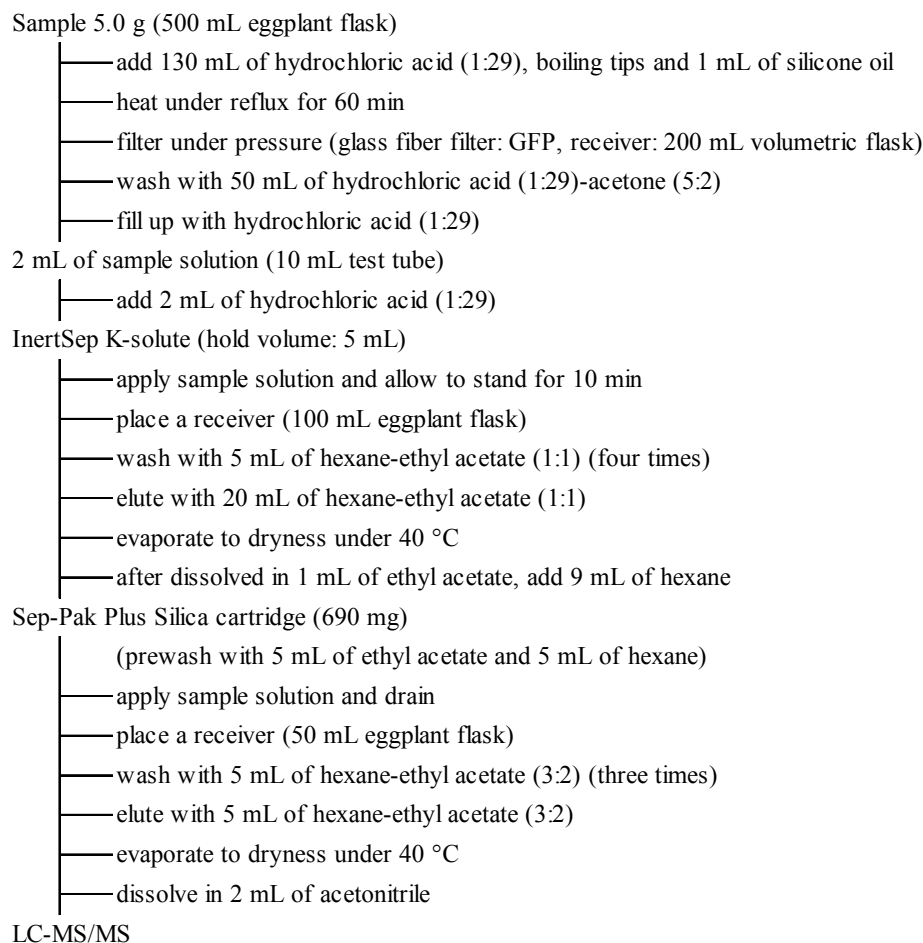 Sample 5.0 g (500 mL eggplant flask)
add 130 mL of hydrochloric acid (1:29), boiling tips and 1 mL of silicone oil
heat under reflux for 60 min
filter under pressure (glass fiber filter: GFP, receiver: 200 mL volumetric flask)
wash with 50 mL of hydrochloric acid (1:29)-acetone (5:2)
fill up with hydrochloric acid (1:29)
2 mL of sample solution (10 mL test tube)
add 2 mL of hydrochloric acid (1:29)
InertSep K-solute (hold volume: 5 mL)
apply sample solution and allow to stand for 10 min
place a receiver (100 mL eggplant flask)
wash with 5 mL of hexane-ethyl acetate (1:1) (four times)
elute with 20 mL of hexane-ethyl acetate (1:1)
evaporate to dryness under 40 °C
after dissolved in 1 mL of ethyl acetate, add 9 mL of hexane
Sep-Pak Plus Silica cartridge (690 mg)
(prewash with 5 mL of ethyl acetate and 5 mL of hexane)
apply sample solution and drain
place a receiver (50 mL eggplant flask)
wash with 5 mL of hexane-ethyl acetate (3:2) (three times)
elute with 5 mL of hexane-ethyl acetate (3:2)
evaporate to dryness under 40 °C
dissolve in 2 mL of acetonitrile
LC-MS/MS